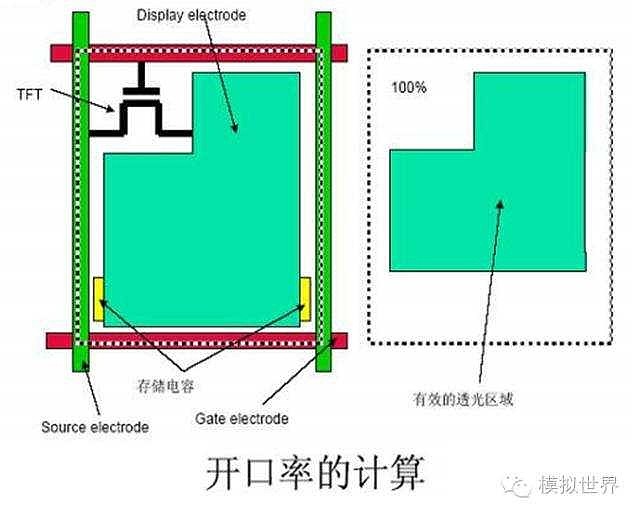 Display electrode
TFT
100%
存储电容
Source electrode
Gate electrode
有效的透光区域
开口率的计算
模拟世界